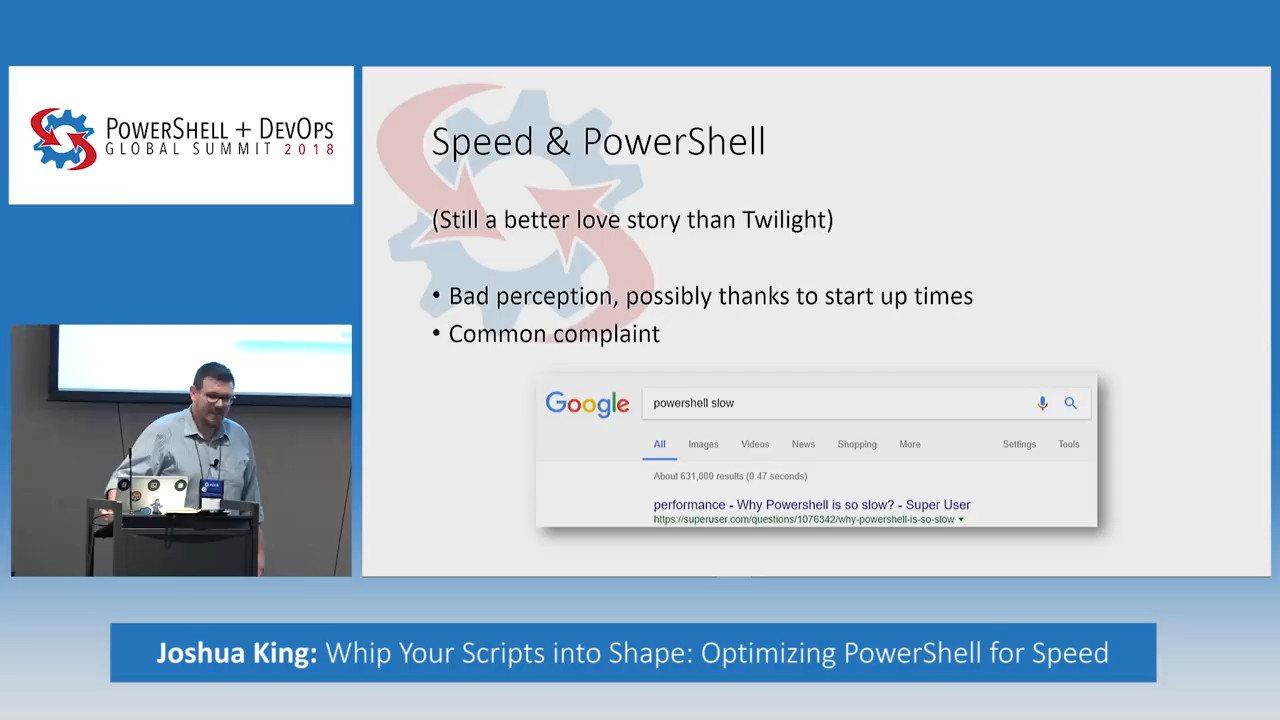 POWERSHELL + DEVOPS
GLOBAL SUMMIT 2018
Speed & PowerShell
(Still a better love story than Twilight)
• Bad perception, possibly thanks to start up times
• Common complaint
Google
powershell slow
All Images Videos News Shopping More Settings Tools
About 631,000 results (0.47 seconds)
performance - Why Powershell is so slow? - Super User
https://superuser.com/questions/1076342/why-powershell-is-so-slow
Joshua King: Whip Your Scripts into Shape: Optimizing PowerShell for Speed